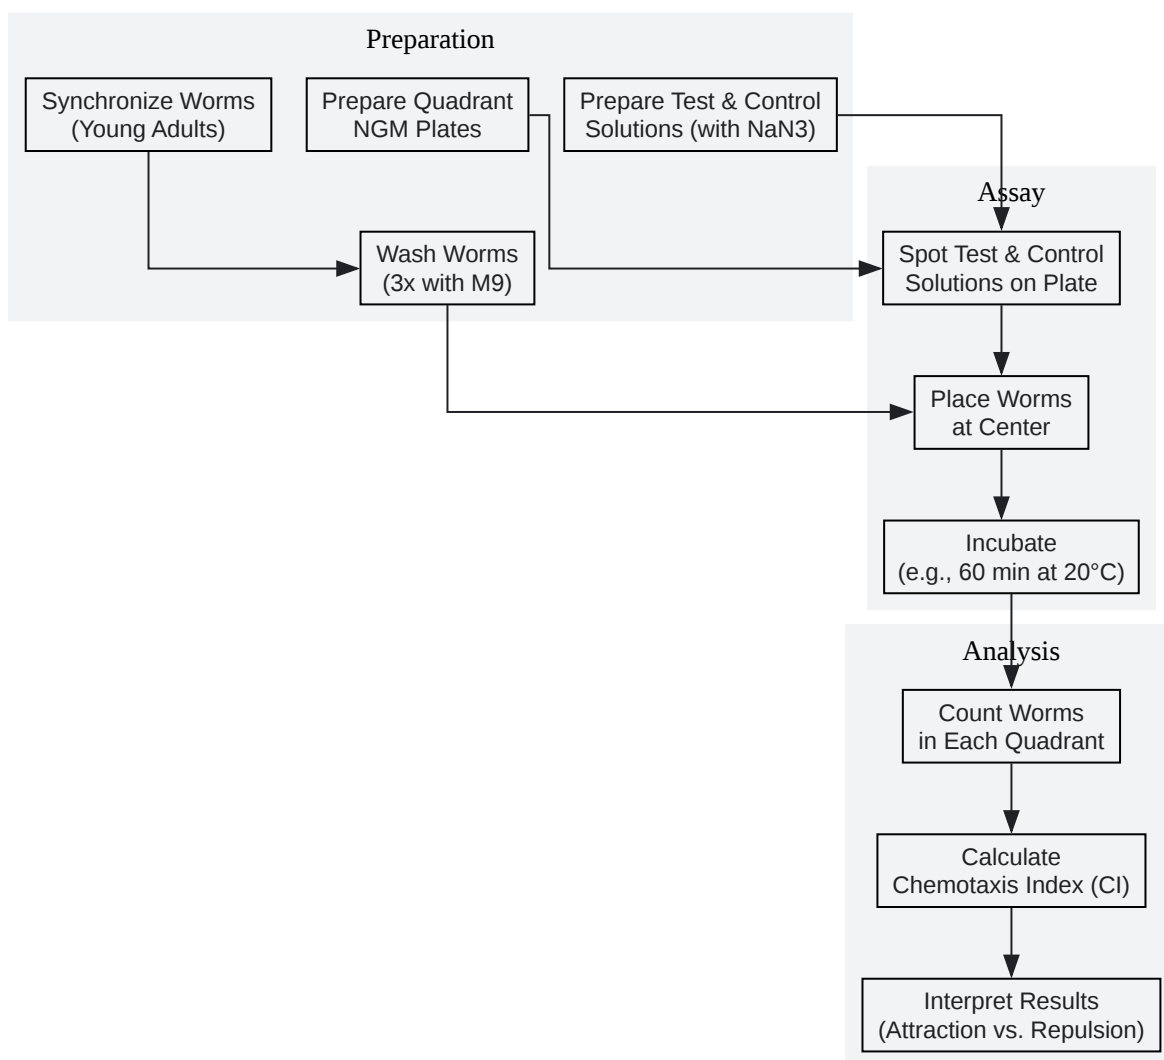 Preparation
Synchronize Worms
(Young Adults)
Prepare Quadrant
NGM Plates
Prepare Test & Control
Solutions (with NaN3)
Wash Worms
(3x with M9)
Assay
Spot Test & Control
Solutions on Plate
Place Worms
at Center
Incubate
(e.g., 60 min at 20°C)
Analysis
Count Worms
in Each Quadrant
Calculate
Chemotaxis Index (CI)
Interpret Results
(Attraction vs. Repulsion)